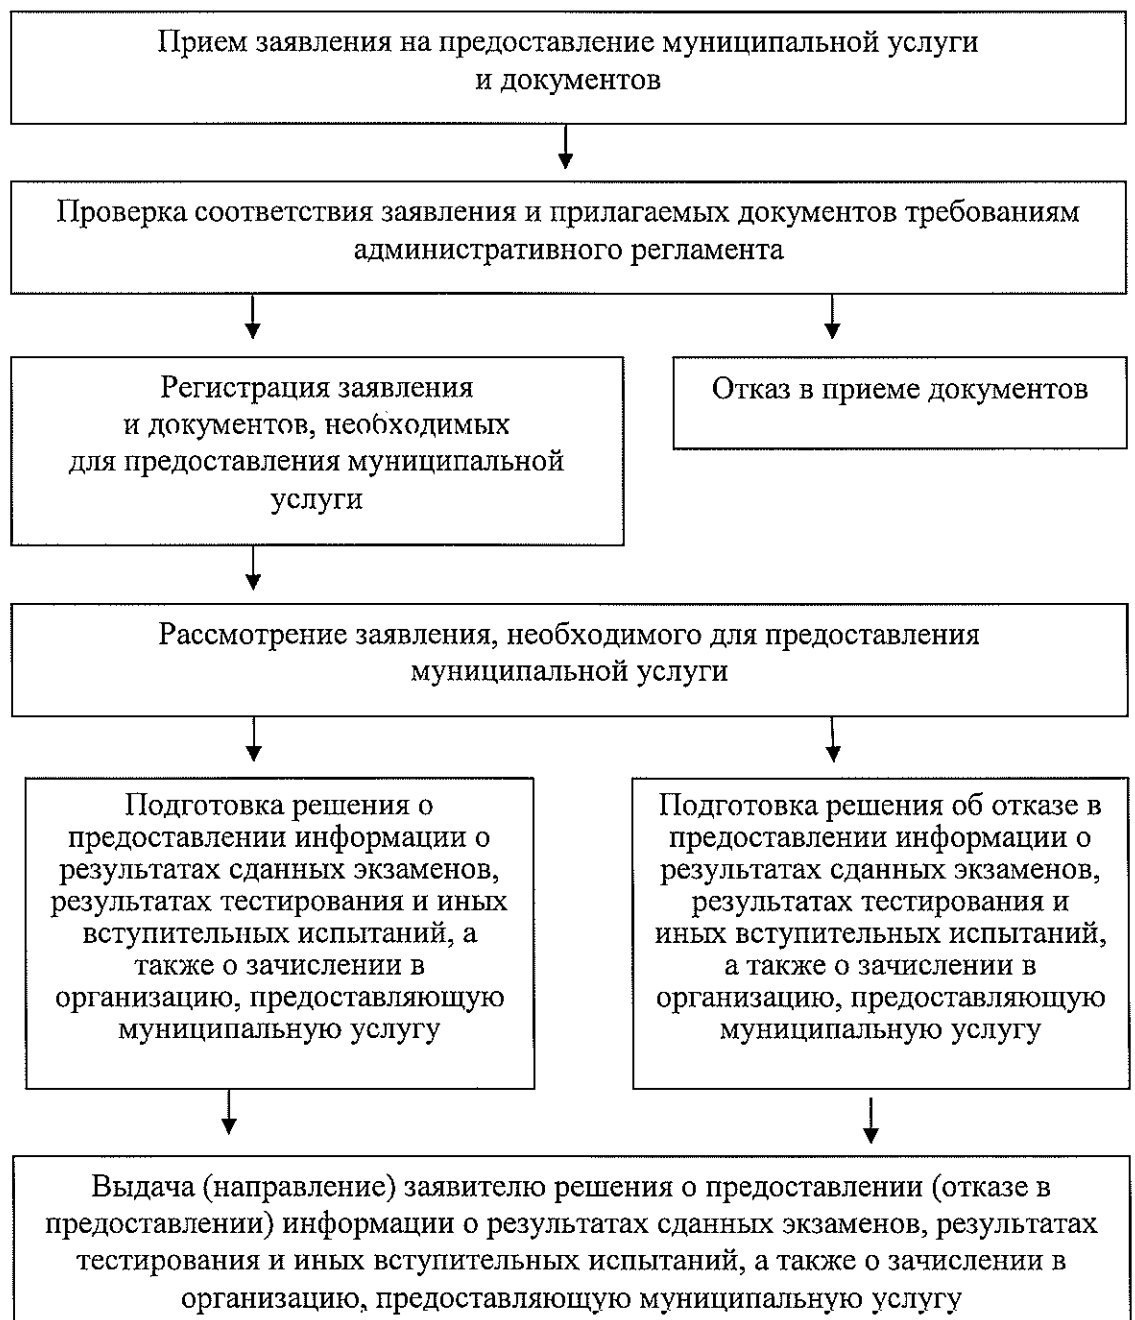 Прием заявления на предоставление муниципальной услуги
и документов
Проверка соответствия заявления и прилагаемых документов требованиям
административного регламента
Регистрация заявления
и документов, необходимых
для предоставления муниципальной
услуги
Отказ в приеме документов
Рассмотрение заявления, необходимого для предоставления
муниципальной услуги
Подготовка решения о
предоставлении информации о
результатах сданных экзаменов,
результатах тестирования и иных
вступительных испытаний, а
также о зачислении в
организацию, предоставляющую
муниципальную услугу
Подготовка решения об отказе в
предоставлении информации о
результатах сданных экзаменов,
результатах тестирования и
иных вступительных испытаний,
а также о зачислении в
организацию, предоставляющую
муниципальную услугу
Выдача (направление) заявителю решения о предоставлении (отказе в
предоставлении) информации о результатах сданных экзаменов, результатах
тестирования и иных вступительных испытаний, а также о зачислении в
организацию, предоставляющую муниципальную услугу